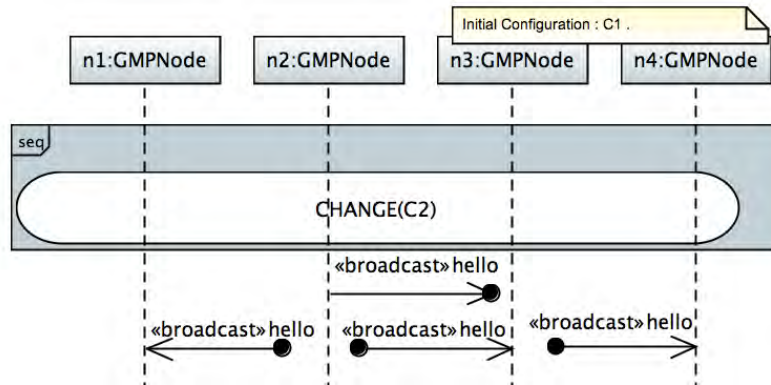 Initial Configuration : C1 .
n1:GMPNode
n2:GMPNode
n3:GMPNode
n4:GMPNode
seq
CHANGE(C2)
«broadcast»hello
«broadcast»hello
«broadcast»hello
«broadcast»hello